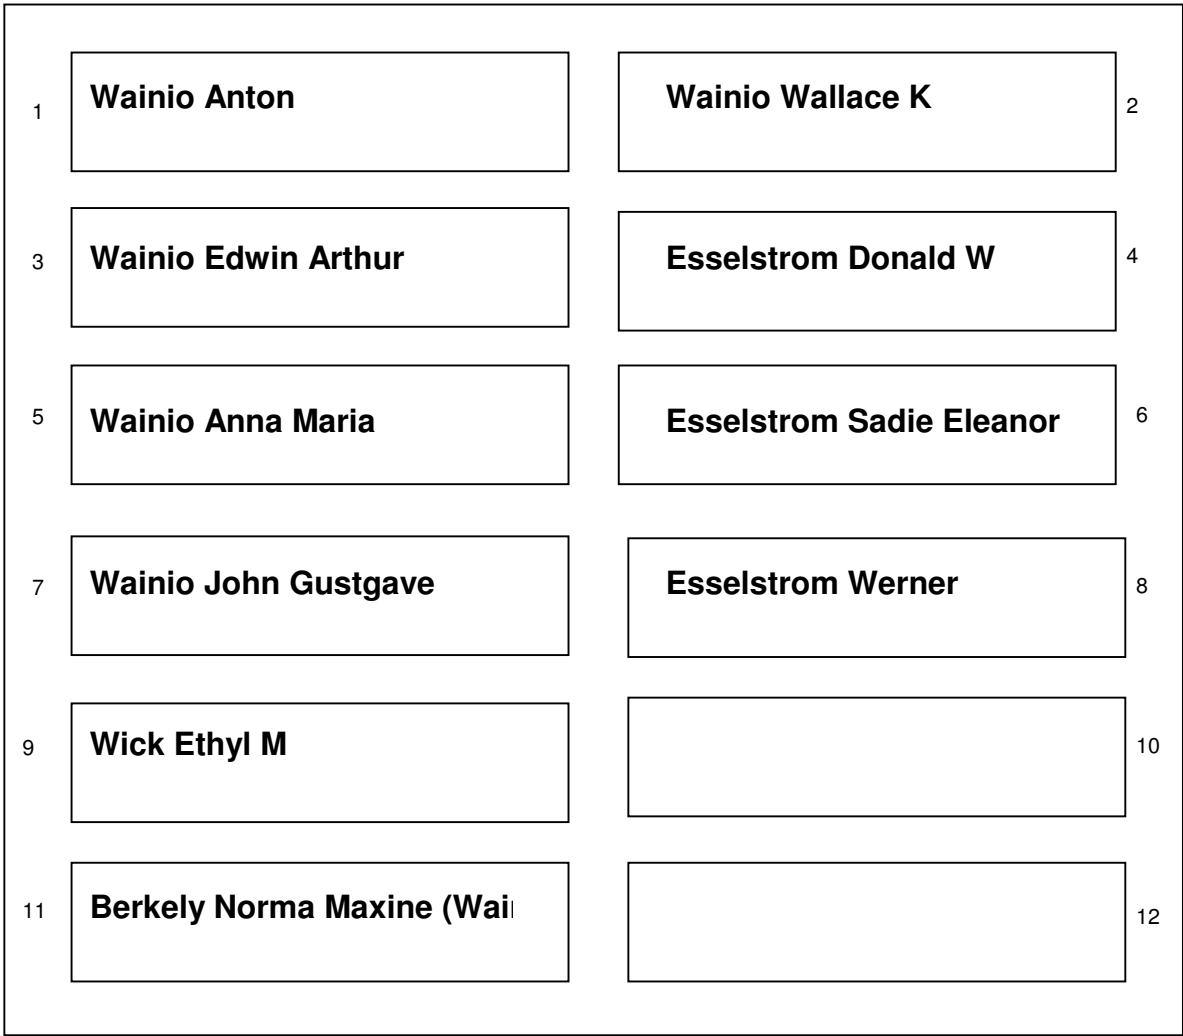 1 Wainio Anton Wainio Wallace K 2
3 Wainio Edwin Arthur Esselstrom Donald W 4
5 Wainio Anna Maria Esselstrom Sadie Eleanor 6
7 Wainio John Gustgave Esselstrom Werner 8
9 Wick Ethyl M 10
11 Berkely Norma Maxine 12